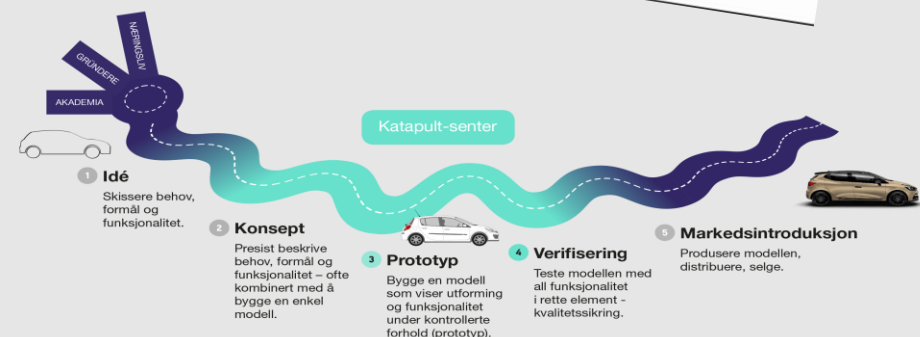 NÆRINGSLIV
GRÜNDERE
AKADEMIA
Katapult-senter
1 Idé
Skissere behov,
formål og
funksjonalitet.
2 Konsept
Presist beskrive
behov, formål og
funksjonalitet – ofte
kombinert med å
bygge en enkel
modell.
3 Prototyp
Bygge en modell
som viser utforming
og funksjonalitet
under kontrollerte
forhold (prototyp).
4 Verifisering
Teste modellen med
all funksjonalitet
i rette element -
kvalitetssikring.
5 Markedsintroduksjon
Produsere modellen,
distribuere, selge.